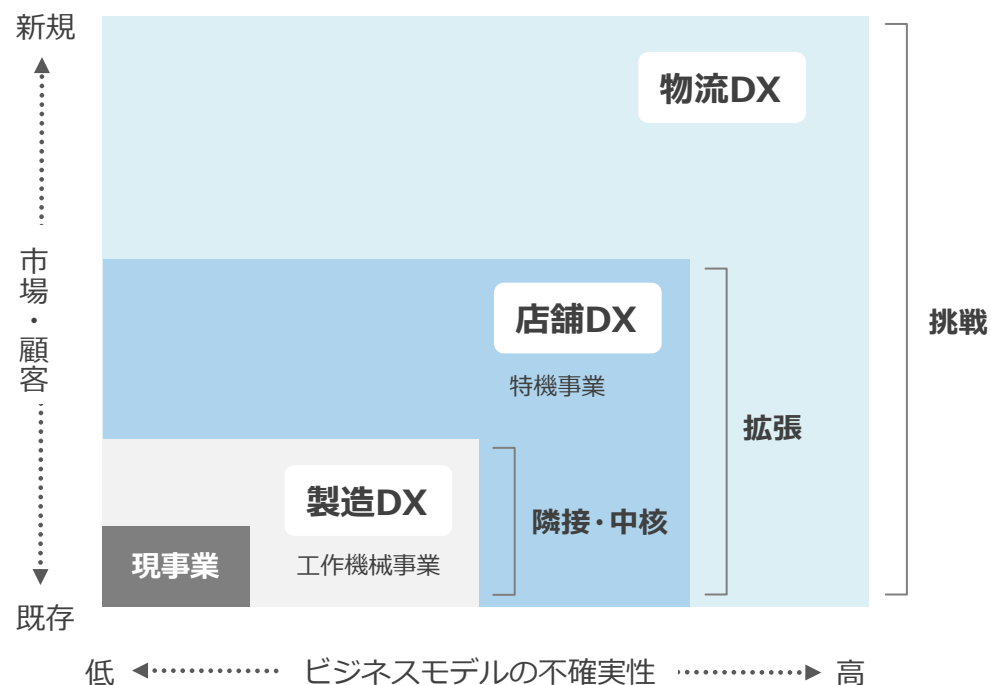 新規
物流DX
市場・顧客
店舗DX
特機事業
挑戦
拡張
製造DX
工作機械事業
隣接・中核
現事業
既存
低
ビジネスモデルの不確実性
高